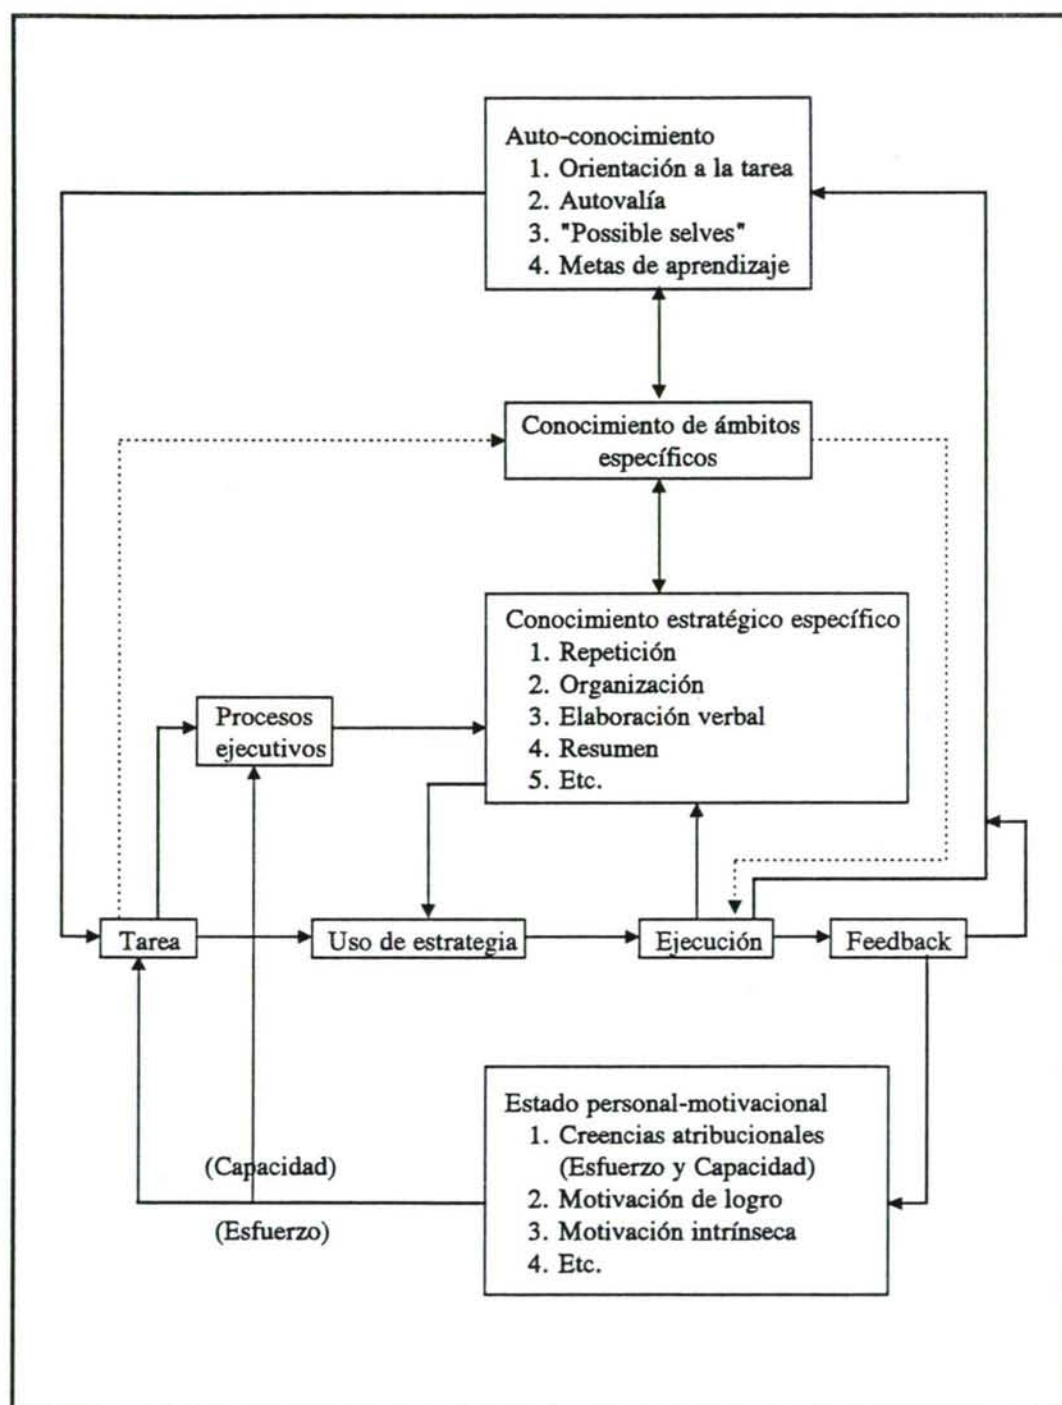 Auto-conocimiento
1. Orientación a la tarea
2. Autovalía
3. "Possible selves"
4. Metas de aprendizaje
Conocimiento de ámbitos
específicos
Conocimiento estratégico específico
1. Repetición
2. Organización
3. Elaboración verbal
4. Resumen
5. Etc.
Procesos
ejecutivos
Tarea
Uso de estrategia
Ejecución
Feedback
Estado personal-motivacional
1. Creencias atribucionales
(Esfuerzo y Capacidad)
2. Motivación de logro
3. Motivación intrínseca
4. Etc.
(Capacidad)
(Esfuerzo)